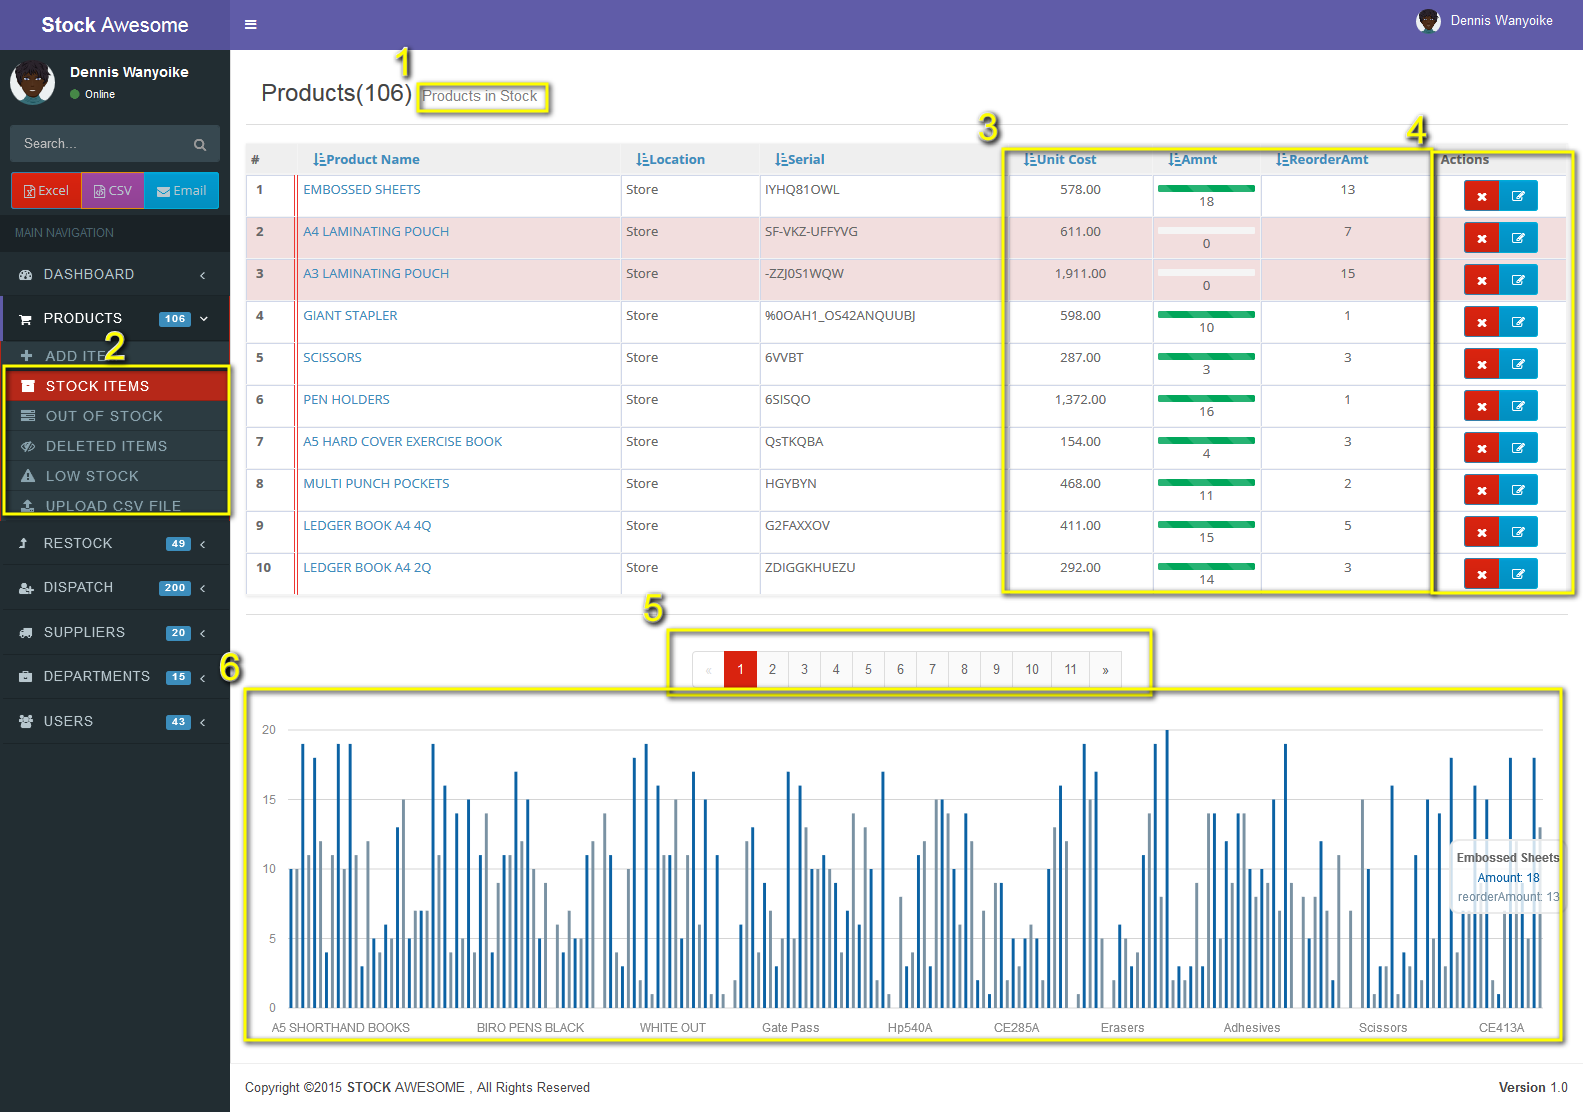 Stock Awesome
Dennis Wanyoike
Dennis Wanyoike
Online
Search...
Excel CSV Email
MAIN NAVIGATION
DASHBOARD
PRODUCTS 106
2
ADD ITE
STOCK ITEMS
OUT OF STOCK
DELETED ITEMS
LOW STOCK
UPLOAD CSV FILE
RESTOCK 49
DISPATCH 200
SUPPLIERS 20
DEPARTMENTS 15
USERS 43
1
Products(106) Products in Stock
3 4
# Product Name Location Serial Unit Cost Amnt ReorderAmt Actions
1 EMBOSSED SHEETS Store IYHQ81OWL 578.00 18 13
2 A4 LAMINATING POUCH Store SF-VKZ-UFFYVG 611.00 0 7
3 A3 LAMINATING POUCH Store -ZZJ0S1WQW 1,911.00 0 15
4 GIANT STAPLER Store %0OAH1_OS42ANQUUBJ 598.00 10 1
5 SCISSORS Store 6VVBT 287.00 3 3
6 PEN HOLDERS Store 6SISQO 1,372.00 16 1
7 A5 HARD COVER EXERCISE BOOK Store QsTKQBA 154.00 4 3
8 MULTI PUNCH POCKETS Store HGYBYN 468.00 11 2
9 LEDGER BOOK A4 4Q Store G2FAXXOV 411.00 15 5
10 LEDGER BOOK A4 2Q Store ZDIGGKHUEZU 292.00 14 3
5
« 1 2 3 4 5 6 7 8 9 10 11 »
6
20
15
10
5
0
Embossed Sheets
Amount: 18
reorderAmount: 13
A5 SHORTHAND BOOKS BIRO PENS BLACK WHITE OUT Gate Pass Hp540A CE285A Erasers Adhesives Scissors CE413A
Copyright ©2015 STOCK AWESOME , All Rights Reserved
Version 1.0